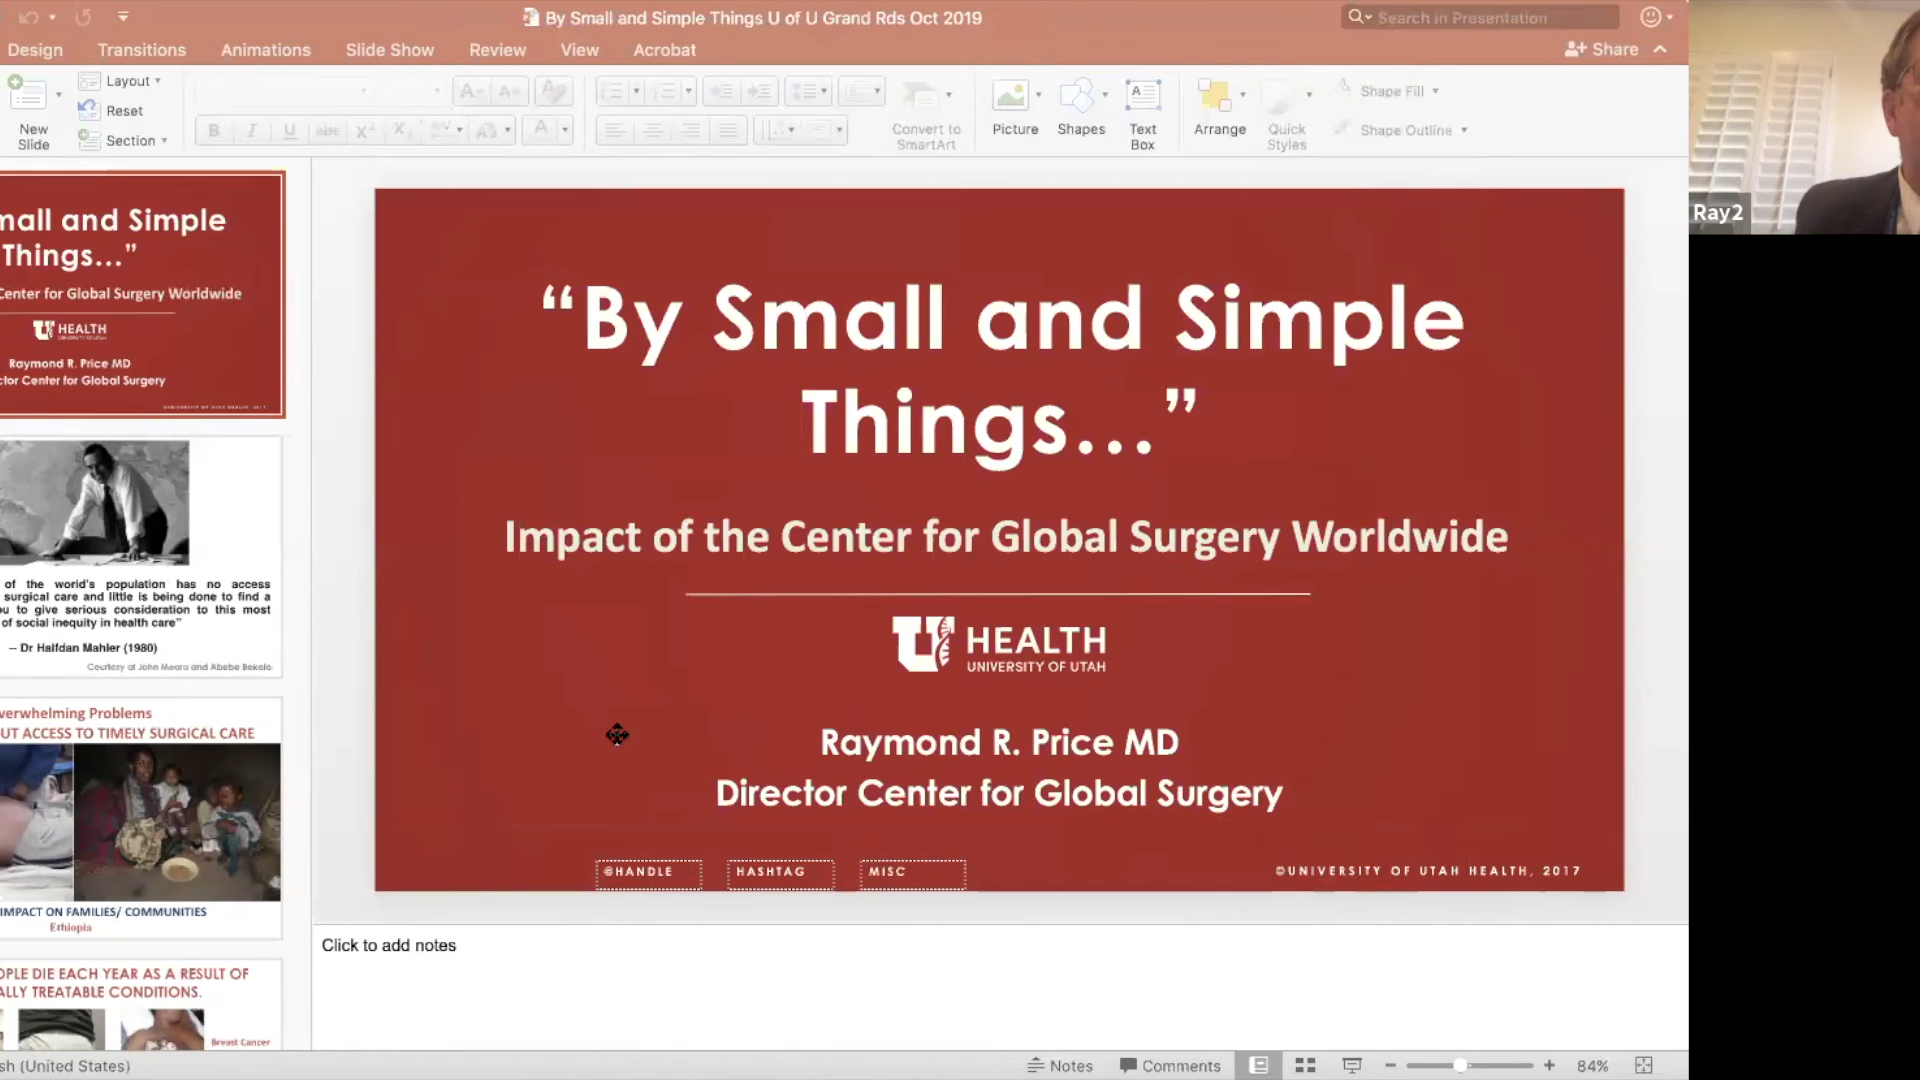 By Small and Simple Things U of U Grand Rds Oct 2019
Search in Presentation
Design Transitions Animations Slide Show Review View Acrobat Share
New Slide
Layout
Reset
Section
Convert to SmartArt
Picture
Shapes
Text Box
Arrange
Quick Styles
Shape Fill
Shape Outline
Ray2
mall and Simple
Things…”
Center for Global Surgery Worldwide
HEALTH
Raymond R. Price MD
tor Center for Global Surgery
of the world's population has no access
surgical care and little is being done to find a
u to give serious consideration to this most
of social inequity in health care”
-- Dr Halfdan Mahler (1980)
Courtesy of John Meara and Abebe Bekele
verwhelming Problems
UT ACCESS TO TIMELY SURGICAL CARE
IMPACT ON FAMILIES/ COMMUNITIES
Ethiopia
OPLE DIE EACH YEAR AS A RESULT OF
ALLY TREATABLE CONDITIONS.
Breast Cancer
“By Small and Simple
Things…”
Impact of the Center for Global Surgery Worldwide
U HEALTH
UNIVERSITY OF UTAH
Raymond R. Price MD
Director Center for Global Surgery
@HANDLE HASHTAG MISC ©UNIVERSITY OF UTAH HEALTH, 2017
Click to add notes
sh (United States) Notes Comments 84%